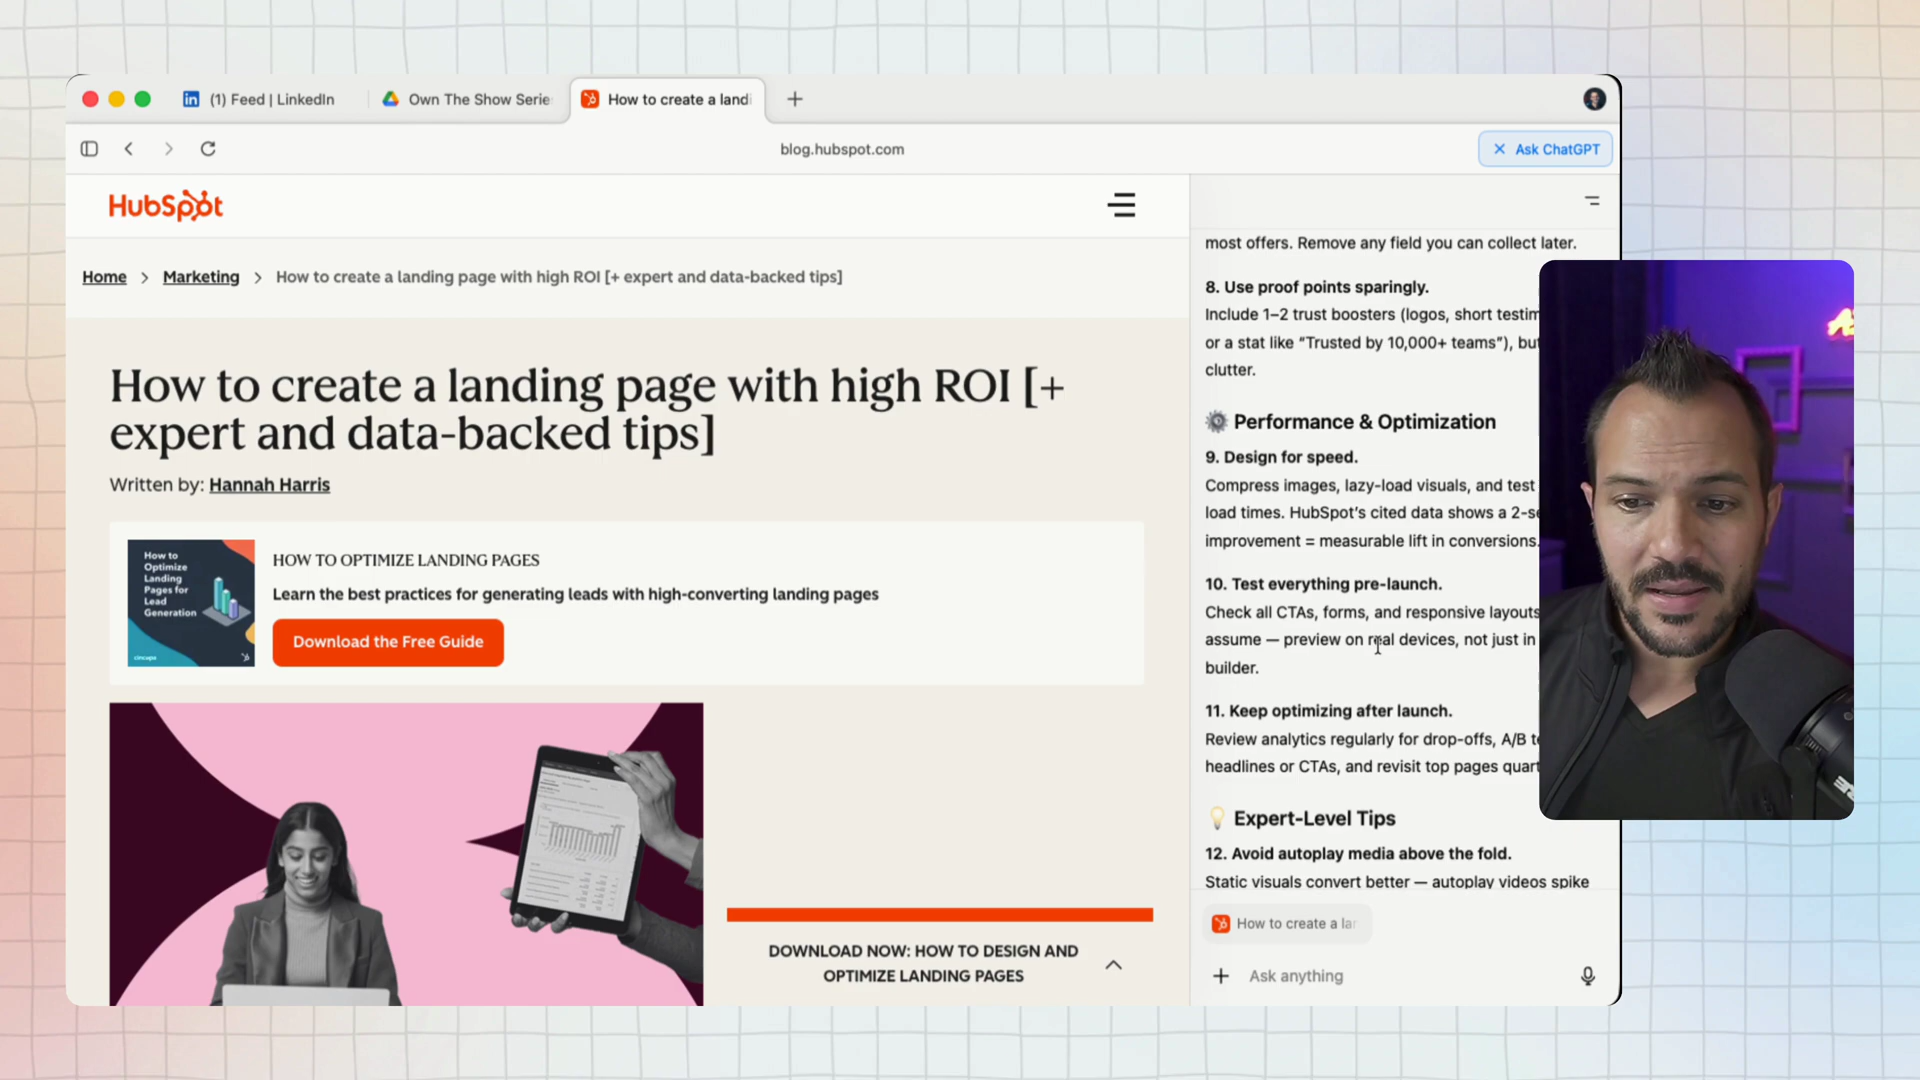 (1) Feed | LinkedIn
Own The Show Serie
How to create a landi
blog.hubspot.com
Ask ChatGPT
HubSpot
Home > Marketing > How to create a landing page with high ROI [+ expert and data-backed tips]
How to create a landing page with high ROI [+
expert and data-backed tips]
Written by: Hannah Harris
How to
Optimize
Landing
Pages for
Lead
Generation
HOW TO OPTIMIZE LANDING PAGES
Learn the best practices for generating leads with high-converting landing pages
Download the Free Guide
DOWNLOAD NOW: HOW TO DESIGN AND
OPTIMIZE LANDING PAGES
most offers. Remove any field you can collect later.
8. Use proof points sparingly.
Include 1–2 trust boosters (logos, short testim
or a stat like “Trusted by 10,000+ teams”), but
clutter.
⚙️ Performance & Optimization
9. Design for speed.
Compress images, lazy-load visuals, and test
load times. HubSpot’s cited data shows a 2-se
improvement = measurable lift in conversions.
10. Test everything pre-launch.
Check all CTAs, forms, and responsive layouts
assume — preview on real devices, not just in
builder.
11. Keep optimizing after launch.
Review analytics regularly for drop-offs, A/B te
headlines or CTAs, and revisit top pages quart
💡 Expert-Level Tips
12. Avoid autoplay media above the fold.
Static visuals convert better — autoplay videos spike
How to create a lar
Ask anything